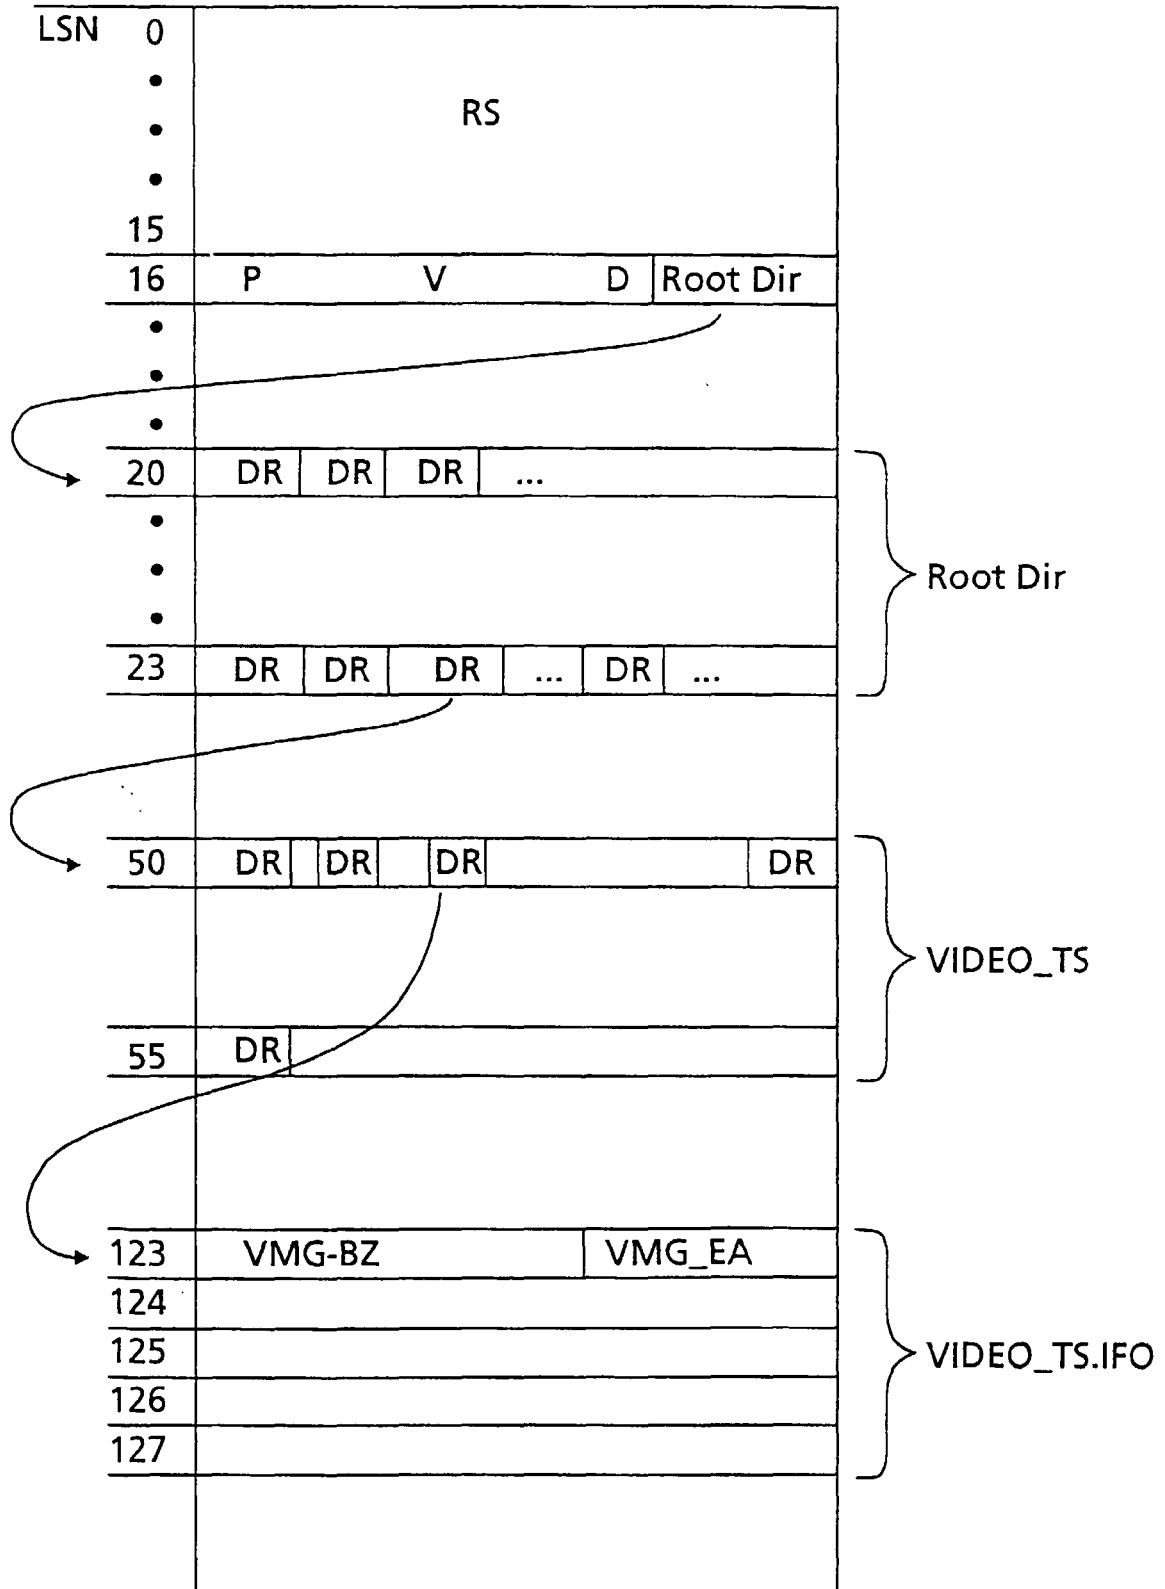 LSN 0
RS
15
16 P V D Root Dir
20 DR DR DR ...
Root Dir
23 DR DR DR ... DR ...
50 DR DR DR DR
VIDEO_TS
55 DR
123 VMG-BZ VMG_EA
124
125
VIDEO_TS.IFO
126
127